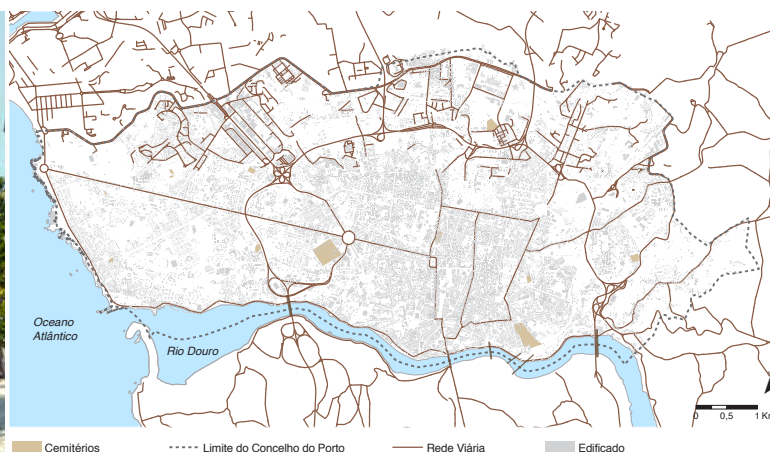 Oceano
Atlântico
Rio Douro
0 0,5 1 Km
Cemitérios Limite do Concelho do Porto Rede Viária Edificado